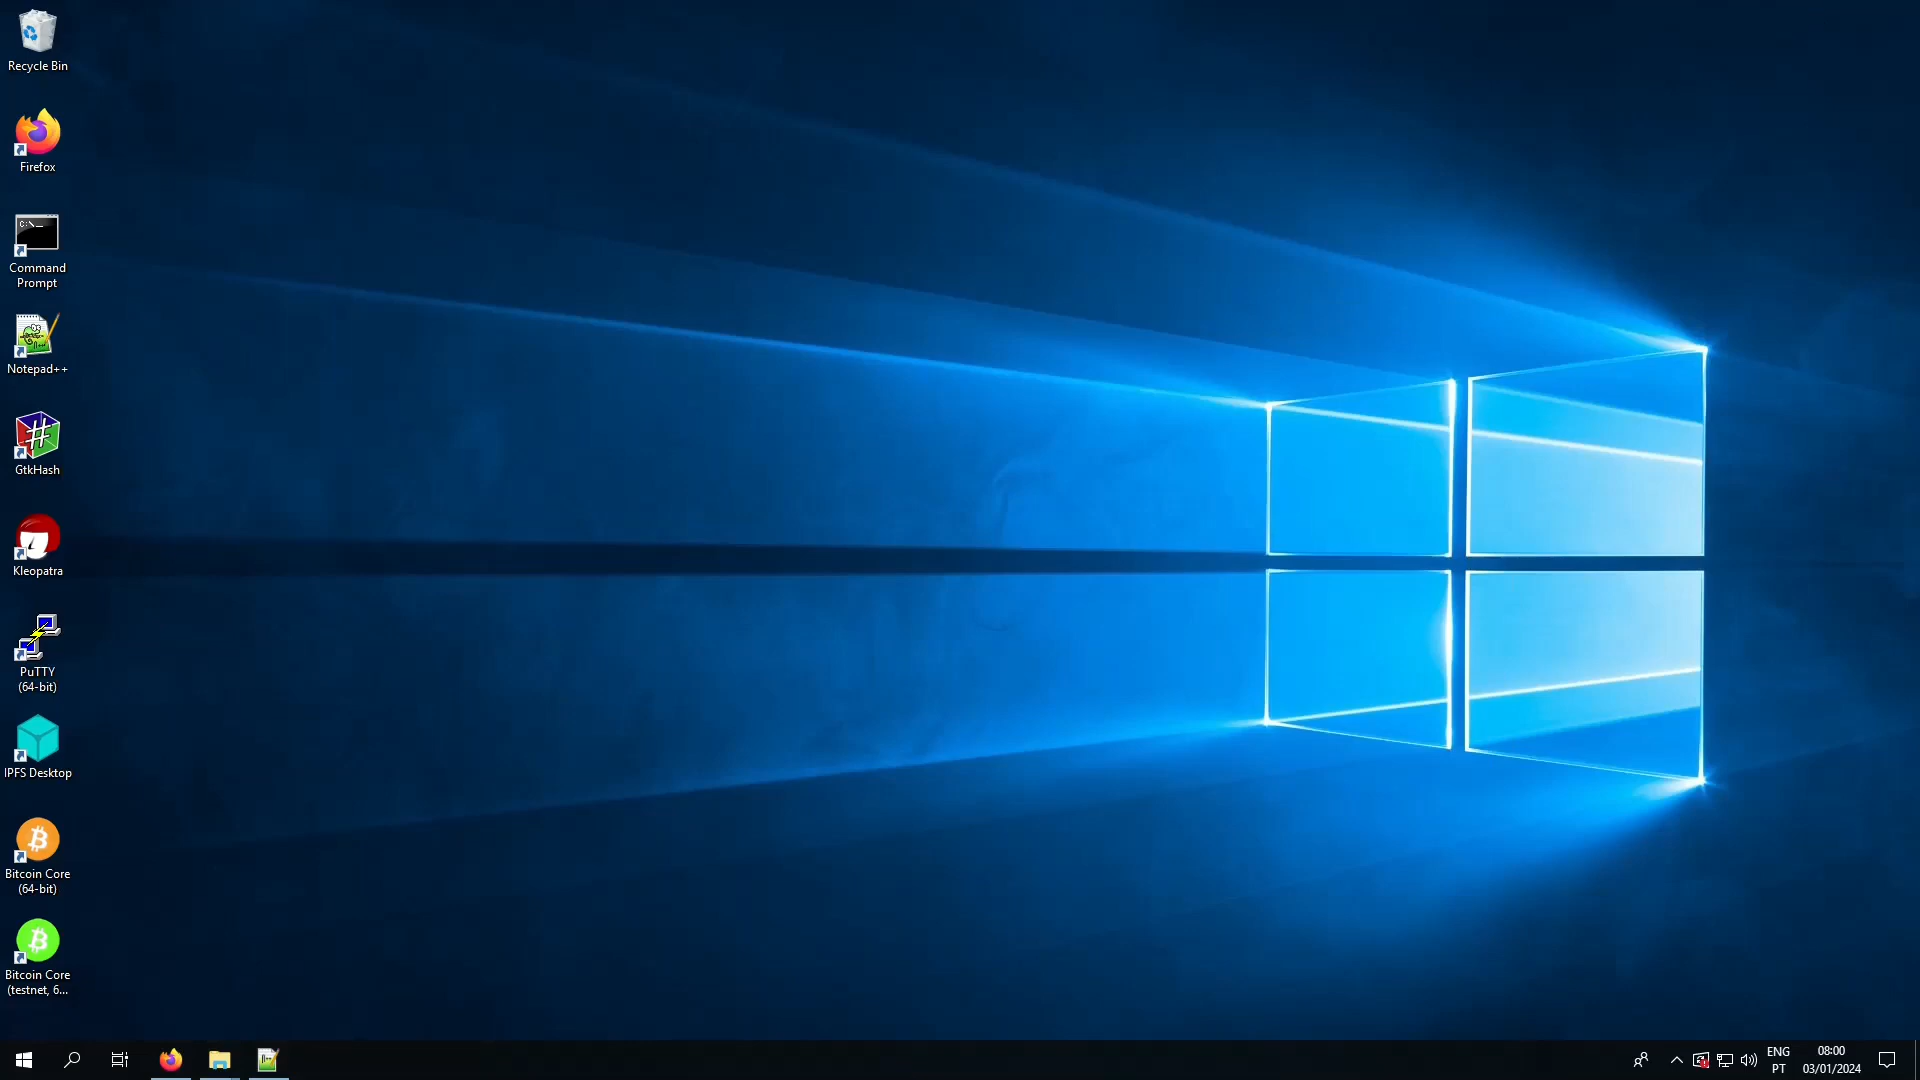 Recycle Bin
Firefox
Command
Prompt
Notepad++
GtkHash
Kleopatra
PuTTY
(64-bit)
IPFS Desktop
Bitcoin Core
(64-bit)
Bitcoin Core
(testnet, 6...
ENG
PT
08:00
03/01/2024